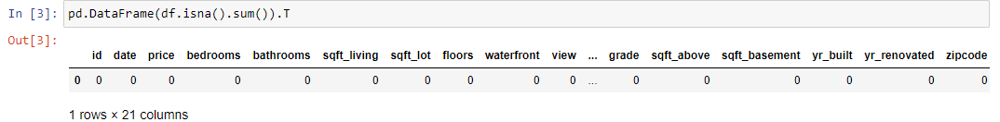 In [3]: pd.DataFrame(df.isna().sum()).T
Out[3]:
id date price bedrooms bathrooms sqft_living sqft_lot floors waterfront view ... grade sqft_above sqft_basement yr_built yr_renovated zipcode
0 0 0 0 0 0 0 0 0 0 0 ... 0 0 0 0 0 0
1 rows × 21 columns